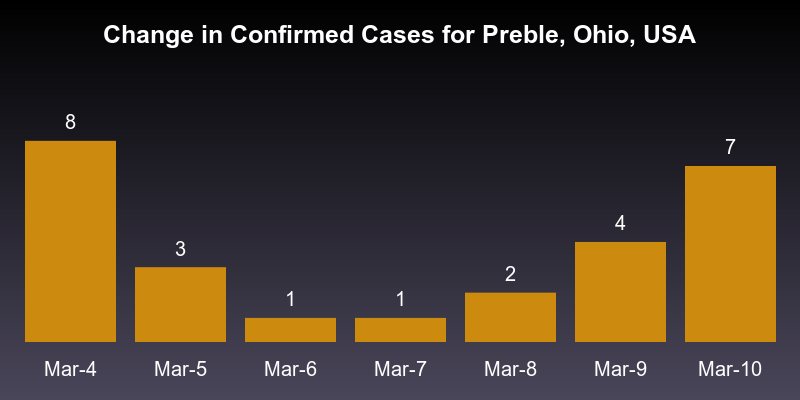 Change in Confirmed Cases for Preble, Ohio, USA
8
3
1
1
2
4
7
Mar-4
Mar-5
Mar-6
Mar-7
Mar-8
Mar-9
Mar-10